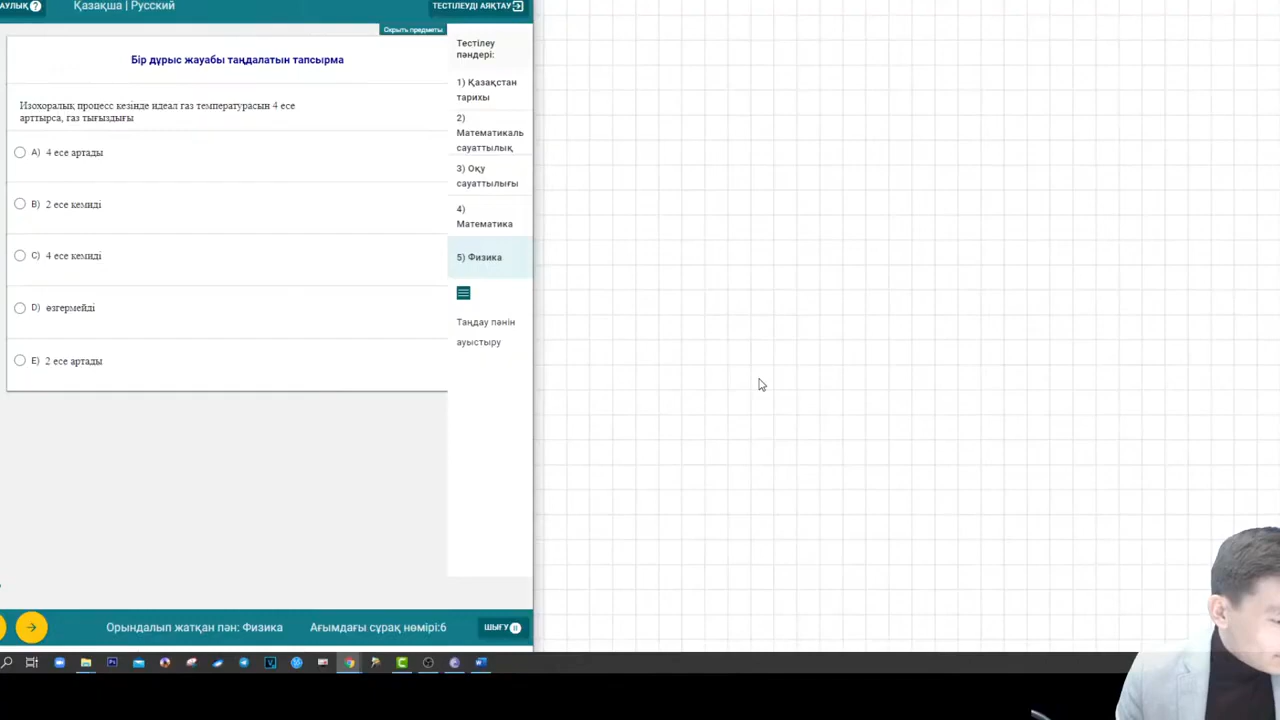 АУЛЫҚ ?
Қазақша | Русский
ТЕСТІЛЕУДІ АЯҚТАУ
Скрыть предметы
Бір дұрыс жауабы таңдалатын тапсырма
Изохоралық процесс кезінде идеал газ температурасын 4 есе
арттырса, газ тығыздығы
A) 4 есе артады
B) 2 есе кемиді
C) 4 есе кемиді
D) өзгермейді
E) 2 есе артады
Тестілеу
пәндері:
1) Қазақстан
тарихы
2)
Математикаль
сауаттылық
3) Оқу
сауаттылығы
4)
Математика
5) Физика
Таңдау пәнін
ауыстыру
Орындалып жатқан пән: Физика
Ағымдағы сұрақ нөмірі:6
ШЫҒУ